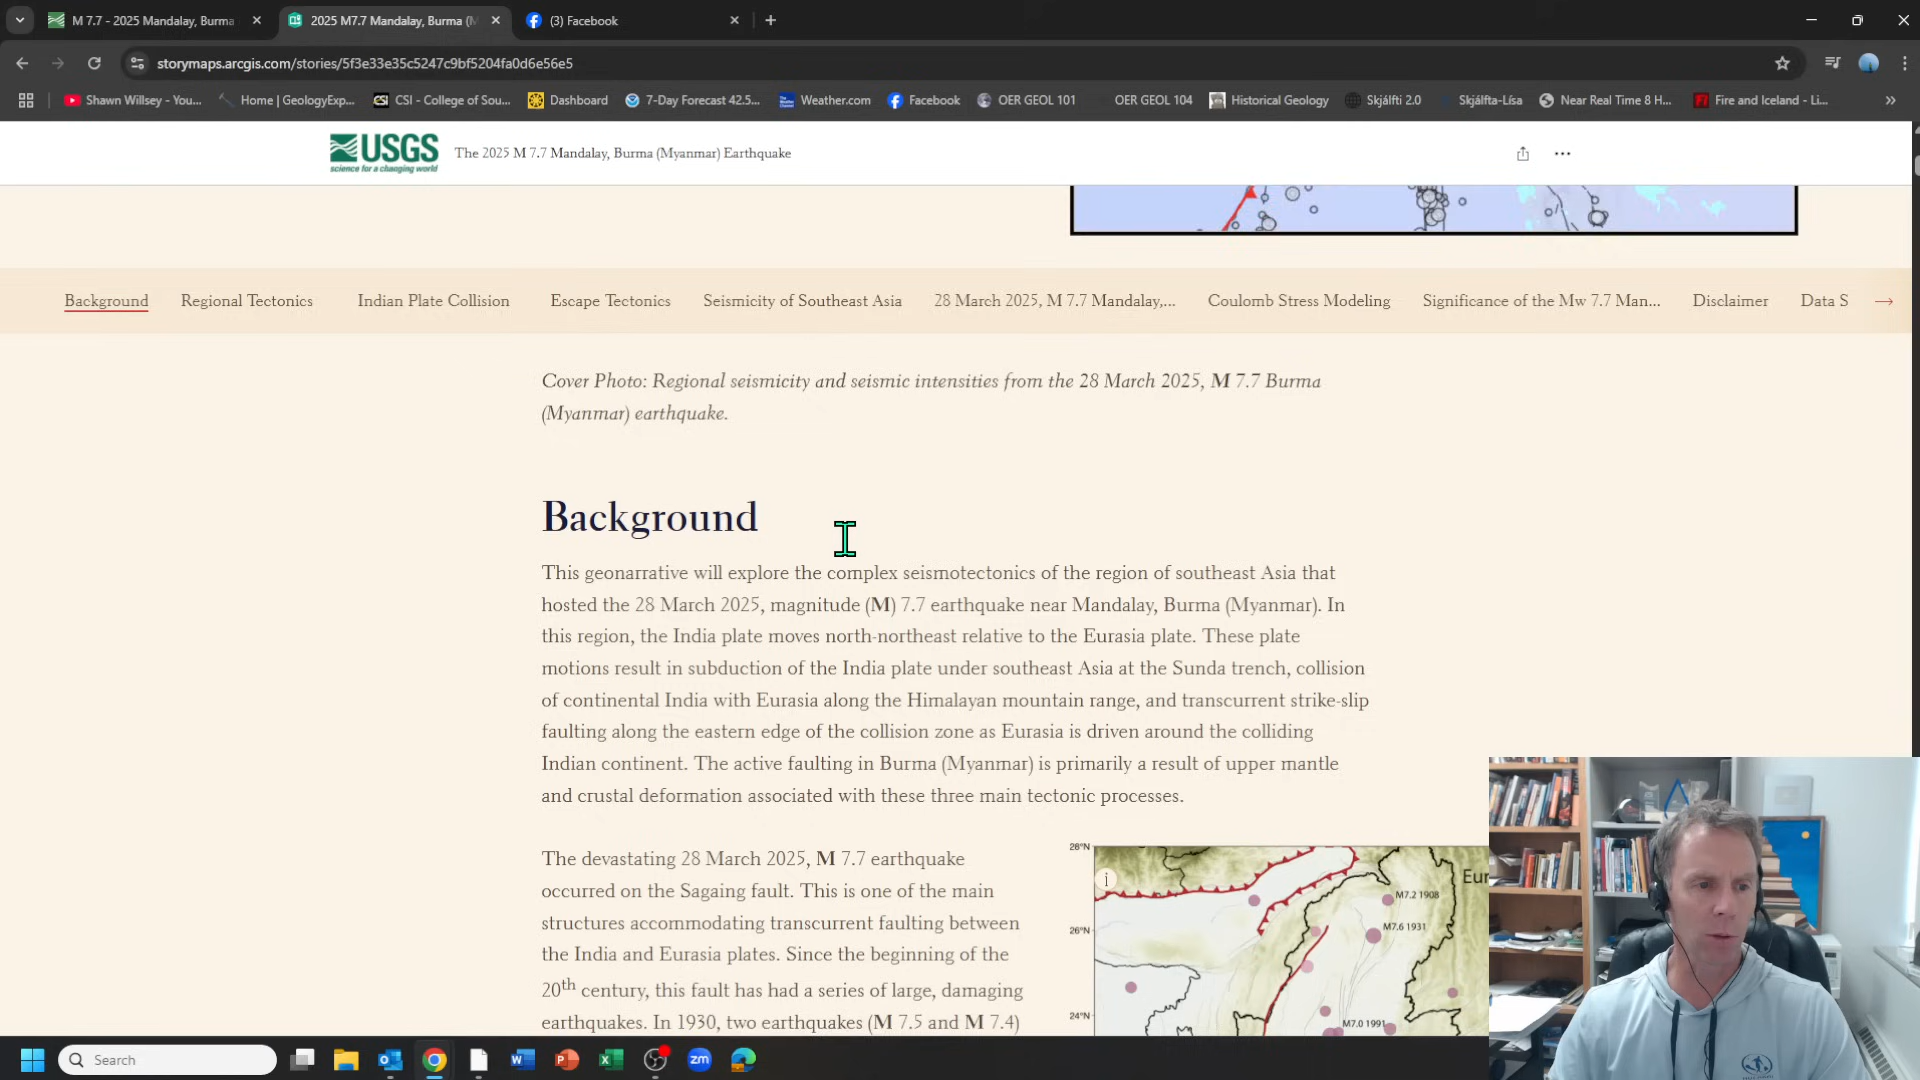 M 7.7 - 2025 Mandalay, Burma
2025 M7.7 Mandalay, Burma (M
(3) Facebook
storymaps.arcgis.com/stories/5f3e33e35c5247c9bf5204fa0d6e56e5
Shawn Willsey - You...
Home | GeologyExp...
CSI - College of Sou...
Dashboard
7-Day Forecast 42.5...
Weather.com
Facebook
OER GEOL 101
OER GEOL 104
Historical Geology
Skjálfti 2.0
Skjálfta-Lísa
Near Real Time 8 H...
Fire and Iceland - Li...
USGS
science for a changing world
The 2025 M 7.7 Mandalay, Burma (Myanmar) Earthquake
Background
Regional Tectonics
Indian Plate Collision
Escape Tectonics
Seismicity of Southeast Asia
28 March 2025, M 7.7 Mandalay,...
Coulomb Stress Modeling
Significance of the Mw 7.7 Man...
Disclaimer
Data S
Cover Photo: Regional seismicity and seismic intensities from the 28 March 2025, M 7.7 Burma
(Myanmar) earthquake.
Background
This geonarrative will explore the complex seismotectonics of the region of southeast Asia that
hosted the 28 March 2025, magnitude (M) 7.7 earthquake near Mandalay, Burma (Myanmar). In
this region, the India plate moves north-northeast relative to the Eurasia plate. These plate
motions result in subduction of the India plate under southeast Asia at the Sunda trench, collision
of continental India with Eurasia along the Himalayan mountain range, and transcurrent strike-slip
faulting along the eastern edge of the collision zone as Eurasia is driven around the colliding
Indian continent. The active faulting in Burma (Myanmar) is primarily a result of upper mantle
and crustal deformation associated with these three main tectonic processes.
The devastating 28 March 2025, M 7.7 earthquake
occurred on the Sagaing fault. This is one of the main
structures accommodating transcurrent faulting between
the India and Eurasia plates. Since the beginning of the
20th century, this fault has had a series of large, damaging
earthquakes. In 1930, two earthquakes (M 7.5 and M 7.4)
28°N
i
Eur
M7.2 1908
26°N
M7.6 1931
24°N
M7.0 1991
Search
zm